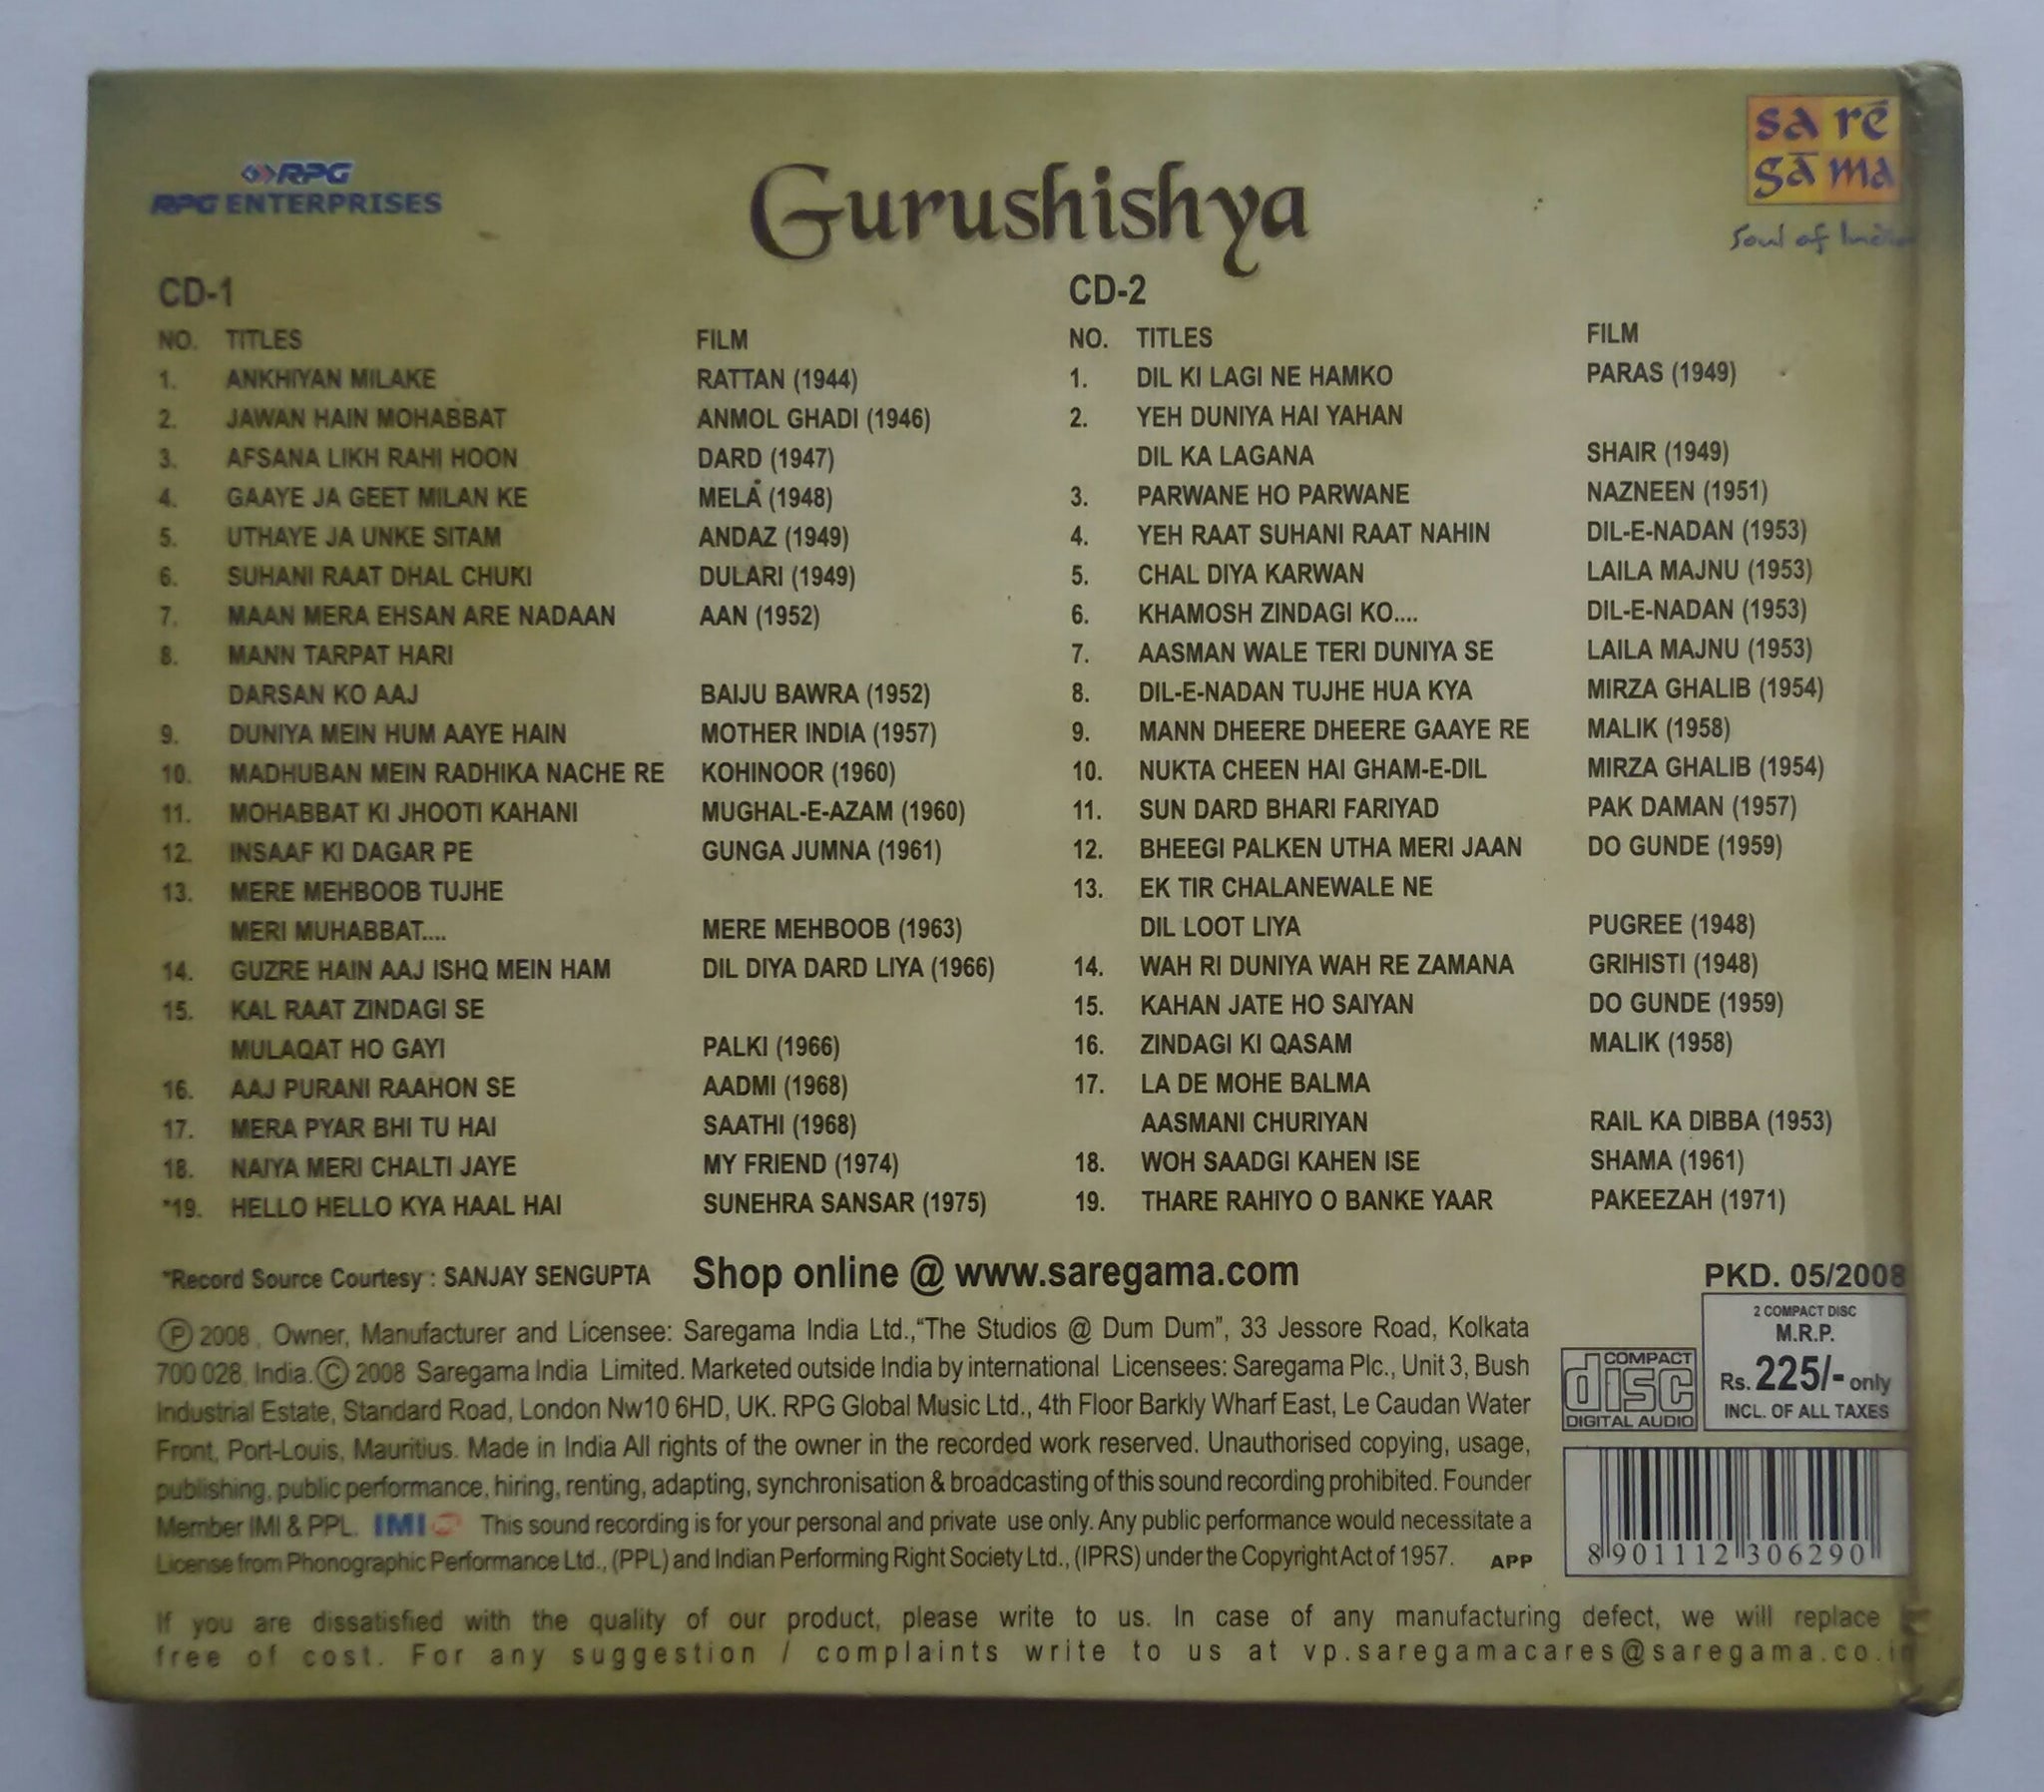 RPG
RPG ENTERPRISES
Gurushishya
sa rē
gā ma
Soul of India
CD-1
NO. TITLES FILM
1. ANKHIYAN MILAKE RATTAN (1944)
2. JAWAN HAIN MOHABBAT ANMOL GHADI (1946)
3. AFSANA LIKH RAHI HOON DARD (1947)
4. GAAYE JA GEET MILAN KE MELA (1948)
5. UTHAYE JA UNKE SITAM ANDAZ (1949)
6. SUHANI RAAT DHAL CHUKI DULARI (1949)
7. MAAN MERA EHSAN ARE NADAAN AAN (1952)
8. MANN TARPAT HARI
DARSAN KO AAJ BAIJU BAWRA (1952)
9. DUNIYA MEIN HUM AAYE HAIN MOTHER INDIA (1957)
10. MADHUBAN MEIN RADHIKA NACHE RE KOHINOOR (1960)
11. MOHABBAT KI JHOOTI KAHANI MUGHAL-E-AZAM (1960)
12. INSAAF KI DAGAR PE GUNGA JUMNA (1961)
13. MERE MEHBOOB TUJHE
MERI MUHABBAT.... MERE MEHBOOB (1963)
14. GUZRE HAIN AAJ ISHQ MEIN HAM DIL DIYA DARD LIYA (1966)
15. KAL RAAT ZINDAGI SE
MULAQAT HO GAYI PALKI (1966)
16. AAJ PURANI RAAHON SE AADMI (1968)
17. MERA PYAR BHI TU HAI SAATHI (1968)
18. NAIYA MERI CHALTI JAYE MY FRIEND (1974)
*19. HELLO HELLO KYA HAAL HAI SUNEHRA SANSAR (1975)
CD-2
NO. TITLES FILM
1. DIL KI LAGI NE HAMKO PARAS (1949)
2. YEH DUNIYA HAI YAHAN
DIL KA LAGANA SHAIR (1949)
3. PARWANE HO PARWANE NAZNEEN (1951)
4. YEH RAAT SUHANI RAAT NAHIN DIL-E-NADAN (1953)
5. CHAL DIYA KARWAN LAILA MAJNU (1953)
6. KHAMOSH ZINDAGI KO.... DIL-E-NADAN (1953)
7. AASMAN WALE TERI DUNIYA SE LAILA MAJNU (1953)
8. DIL-E-NADAN TUJHE HUA KYA MIRZA GHALIB (1954)
9. MANN DHEERE DHEERE GAAYE RE MALIK (1958)
10. NUKTA CHEEN HAI GHAM-E-DIL MIRZA GHALIB (1954)
11. SUN DARD BHARI FARIYAD PAK DAMAN (1957)
12. BHEEGI PALKEN UTHA MERI JAAN DO GUNDE (1959)
13. EK TIR CHALANEWALE NE
DIL LOOT LIYA PUGREE (1948)
14. WAH RI DUNIYA WAH RE ZAMANA GRIHISTI (1948)
15. KAHAN JATE HO SAIYAN DO GUNDE (1959)
16. ZINDAGI KI QASAM MALIK (1958)
17. LA DE MOHE BALMA
AASMANI CHURIYAN RAIL KA DIBBA (1953)
18. WOH SAADGI KAHEN ISE SHAMA (1961)
19. THARE RAHIYO O BANKE YAAR PAKEEZAH (1971)
*Record Source Courtesy : SANJAY SENGUPTA Shop online @ www.saregama.com
PKD. 05/2008
℗ 2008, Owner, Manufacturer and Licensee: Saregama India Ltd.,“The Studios @ Dum Dum”, 33 Jessore Road, Kolkata
700 028, India. © 2008 Saregama India Limited. Marketed outside India by international Licensees: Saregama Plc., Unit 3, Bush
Industrial Estate, Standard Road, London Nw10 6HD, UK. RPG Global Music Ltd., 4th Floor Barkly Wharf East, Le Caudan Water
Front, Port-Louis, Mauritius. Made in India All rights of the owner in the recorded work reserved. Unauthorised copying, usage,
publishing, public performance, hiring, renting, adapting, synchronisation & broadcasting of this sound recording prohibited. Founder
Member IMI & PPL. IMI This sound recording is for your personal and private use only. Any public performance would necessitate a
License from Phonographic Performance Ltd., (PPL) and Indian Performing Right Society Ltd., (IPRS) under the Copyright Act of 1957. APP
2 COMPACT DISC
M.R.P.
Rs. 225/- only
INCL. OF ALL TAXES
COMPACT
disc
DIGITAL AUDIO
8 901112 306290
If you are dissatisfied with the quality of our product, please write to us. In case of any manufacturing defect, we will replace
free of cost. For any suggestion / complaints write to us at vp.saregamacares@saregama.co.in